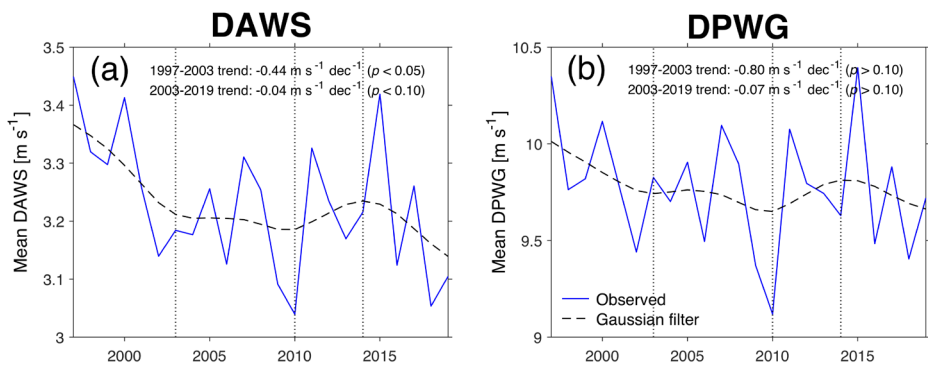 DAWS
DPWG
(a)
1997-2003 trend: -0.44 m s⁻¹ dec⁻¹ (p < 0.05)
2003-2019 trend: -0.04 m s⁻¹ dec⁻¹ (p < 0.10)
Mean DAWS [m s⁻¹]
3.5
3.4
3.3
3.2
3.1
3
2000
2005
2010
2015
(b)
1997-2003 trend: -0.80 m s⁻¹ dec⁻¹ (p > 0.10)
2003-2019 trend: -0.07 m s⁻¹ dec⁻¹ (p > 0.10)
Mean DPWG [m s⁻¹]
10.5
10
9.5
9
Observed
Gaussian filter
2000
2005
2010
2015